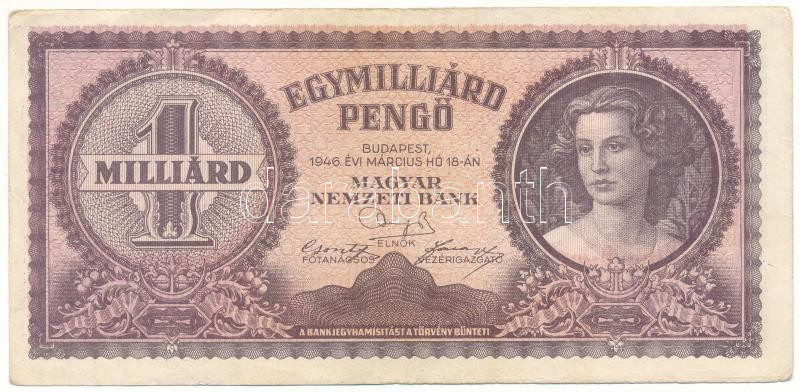 1
MILLIÁRD
EGYMILLIÁRD
PENGŐ
BUDAPEST,
1946. ÉVI MÁRCIUS HÓ 18-ÁN
MAGYAR
NEMZETI BANK
ELNÖK
FŐTANÁCSOS VEZÉRIGAZGATÓ
A BANKJEGYHAMISÍTÁST A TÖRVÉNY BÜNTETI
darabanth